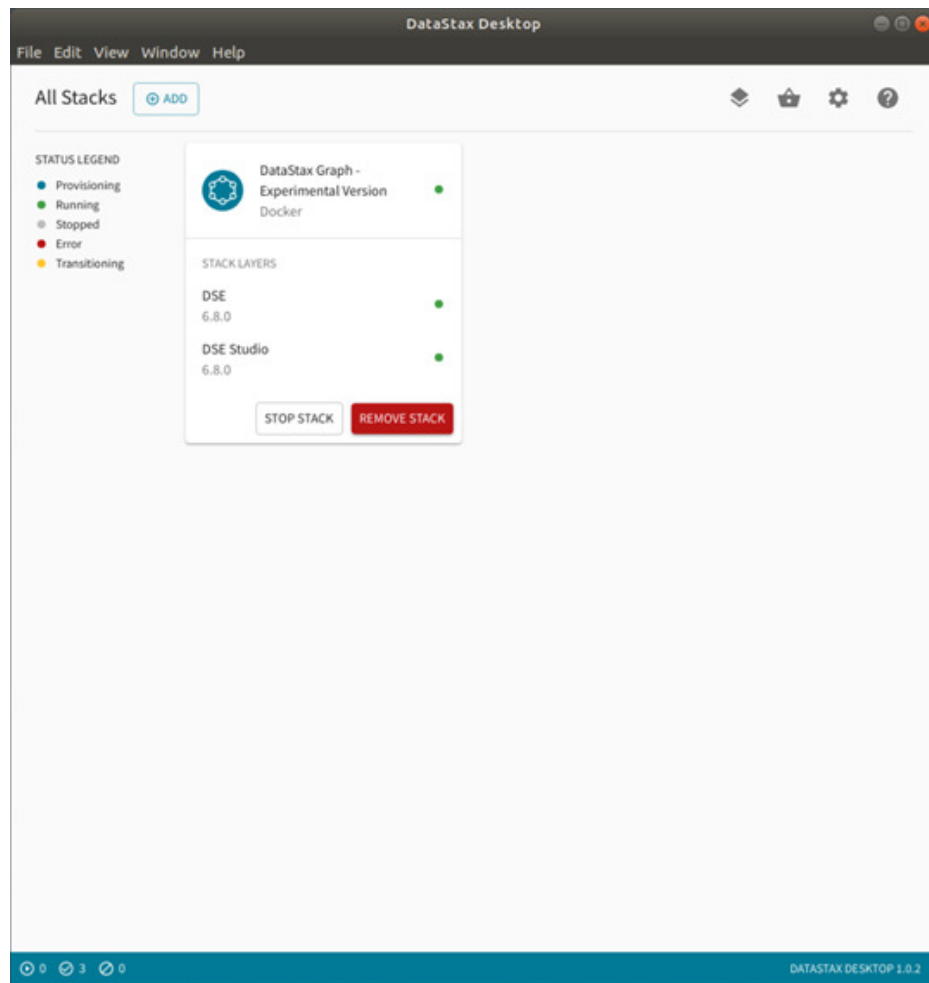 DataStax Desktop
File Edit View Window Help
All Stacks ADD
STATUS LEGEND
Provisioning
Running
Stopped
Error
Transitioning
DataStax Graph -
Experimental Version
Docker
STACK LAYERS
DSE
6.8.0
DSE Studio
6.8.0
STOP STACK REMOVE STACK
0 3 0 DATASTAX DESKTOP 1.0.2